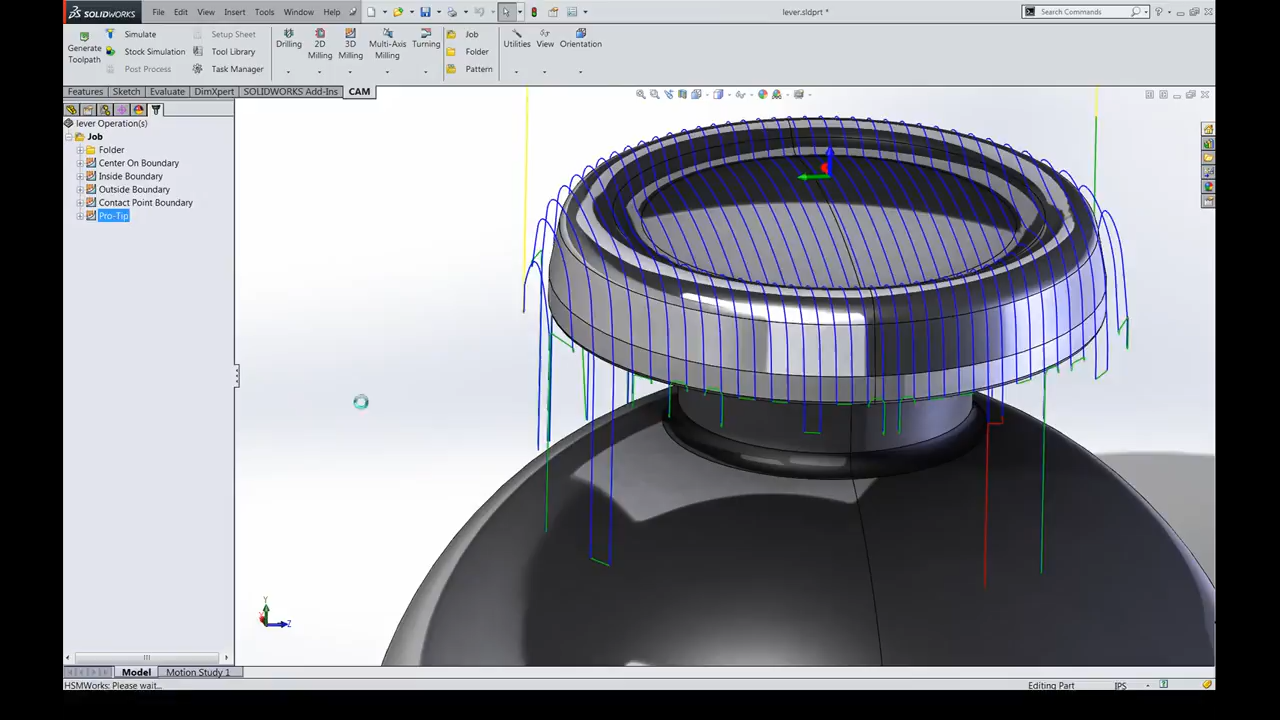 SOLIDWORKS File Edit View Insert Tools Window Help lever.sldprt * Search Commands
Generate Toolpath
Simulate
Stock Simulation
Post Process
Setup Sheet
Tool Library
Task Manager
Drilling
2D Milling
3D Milling
Multi-Axis Milling
Turning
Job
Folder
Pattern
Utilities
View
Orientation
Features Sketch Evaluate DimXpert SOLIDWORKS Add-Ins CAM
lever Operation(s)
Job
Folder
Center On Boundary
Inside Boundary
Outside Boundary
Contact Point Boundary
Pro-Tip
Y
Z
Model Motion Study 1
HSMWorks: Please wait... Editing Part IPS